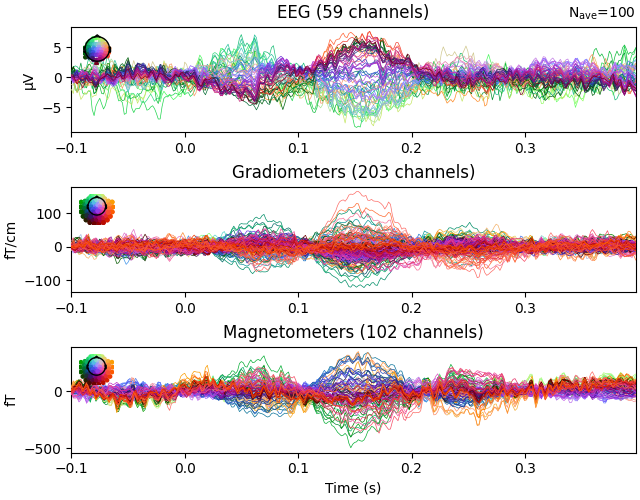 EEG (59 channels)
N_ave=100
5
0
−5
µV
−0.1 0.0 0.1 0.2 0.3
Gradiometers (203 channels)
100
0
−100
fT/cm
−0.1 0.0 0.1 0.2 0.3
Magnetometers (102 channels)
0
−500
fT
−0.1 0.0 0.1 0.2 0.3
Time (s)